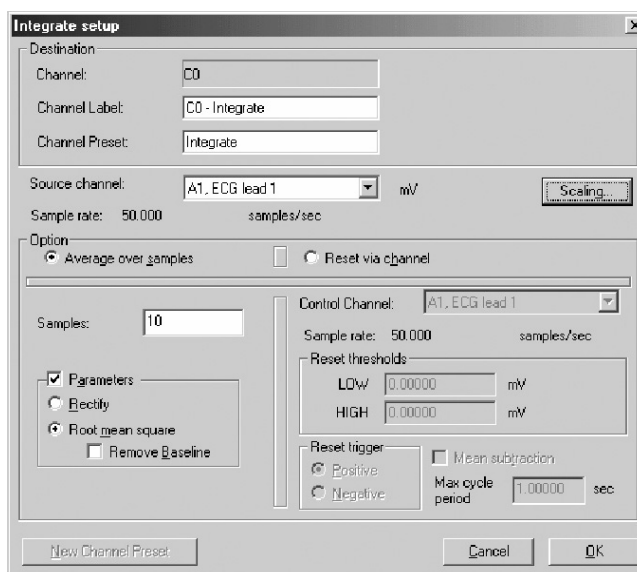 Integrate setup
Destination
Channel: C0
Channel Label: C0 - Integrate
Channel Preset: Integrate
Source channel: A1, ECG lead 1 mV Scaling...
Sample rate: 50.000 samples/sec
Option
Average over samples Reset via channel
Samples: 10
Parameters
Rectify
Root mean square
Remove Baseline
Control Channel: A1, ECG lead 1
Sample rate: 50.000 samples/sec
Reset thresholds
LOW 0.00000 mV
HIGH 0.00000 mV
Reset trigger
Positive
Negative
Mean subtraction
Max cycle period 1.00000 sec
New Channel Preset Cancel OK